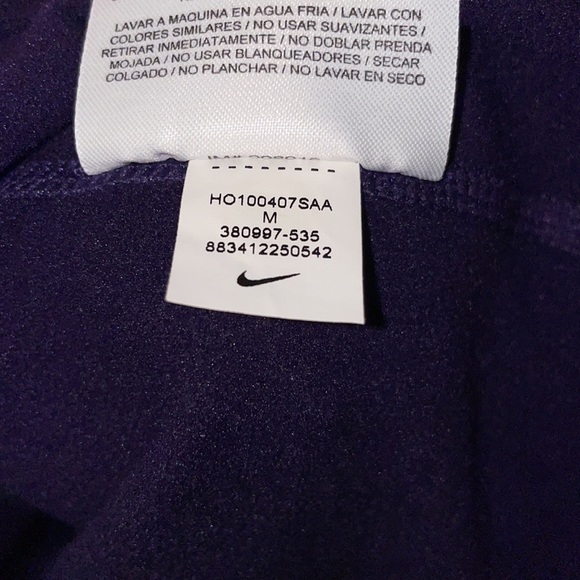 LAVAR A MAQUINA EN AGUA FRIA / LAVAR CON
COLORES SIMILARES / NO USAR SUAVIZANTES /
RETIRAR IMMEDIATAMENTE / NO DOBLAR PRENDA
MOJADA / NO USAR BLANQUEADORES / SECAR
COLGADO / NO PLANCHAR / NO LAVAR EN SECO
HO100407SAA
M
380997-535
883412250542